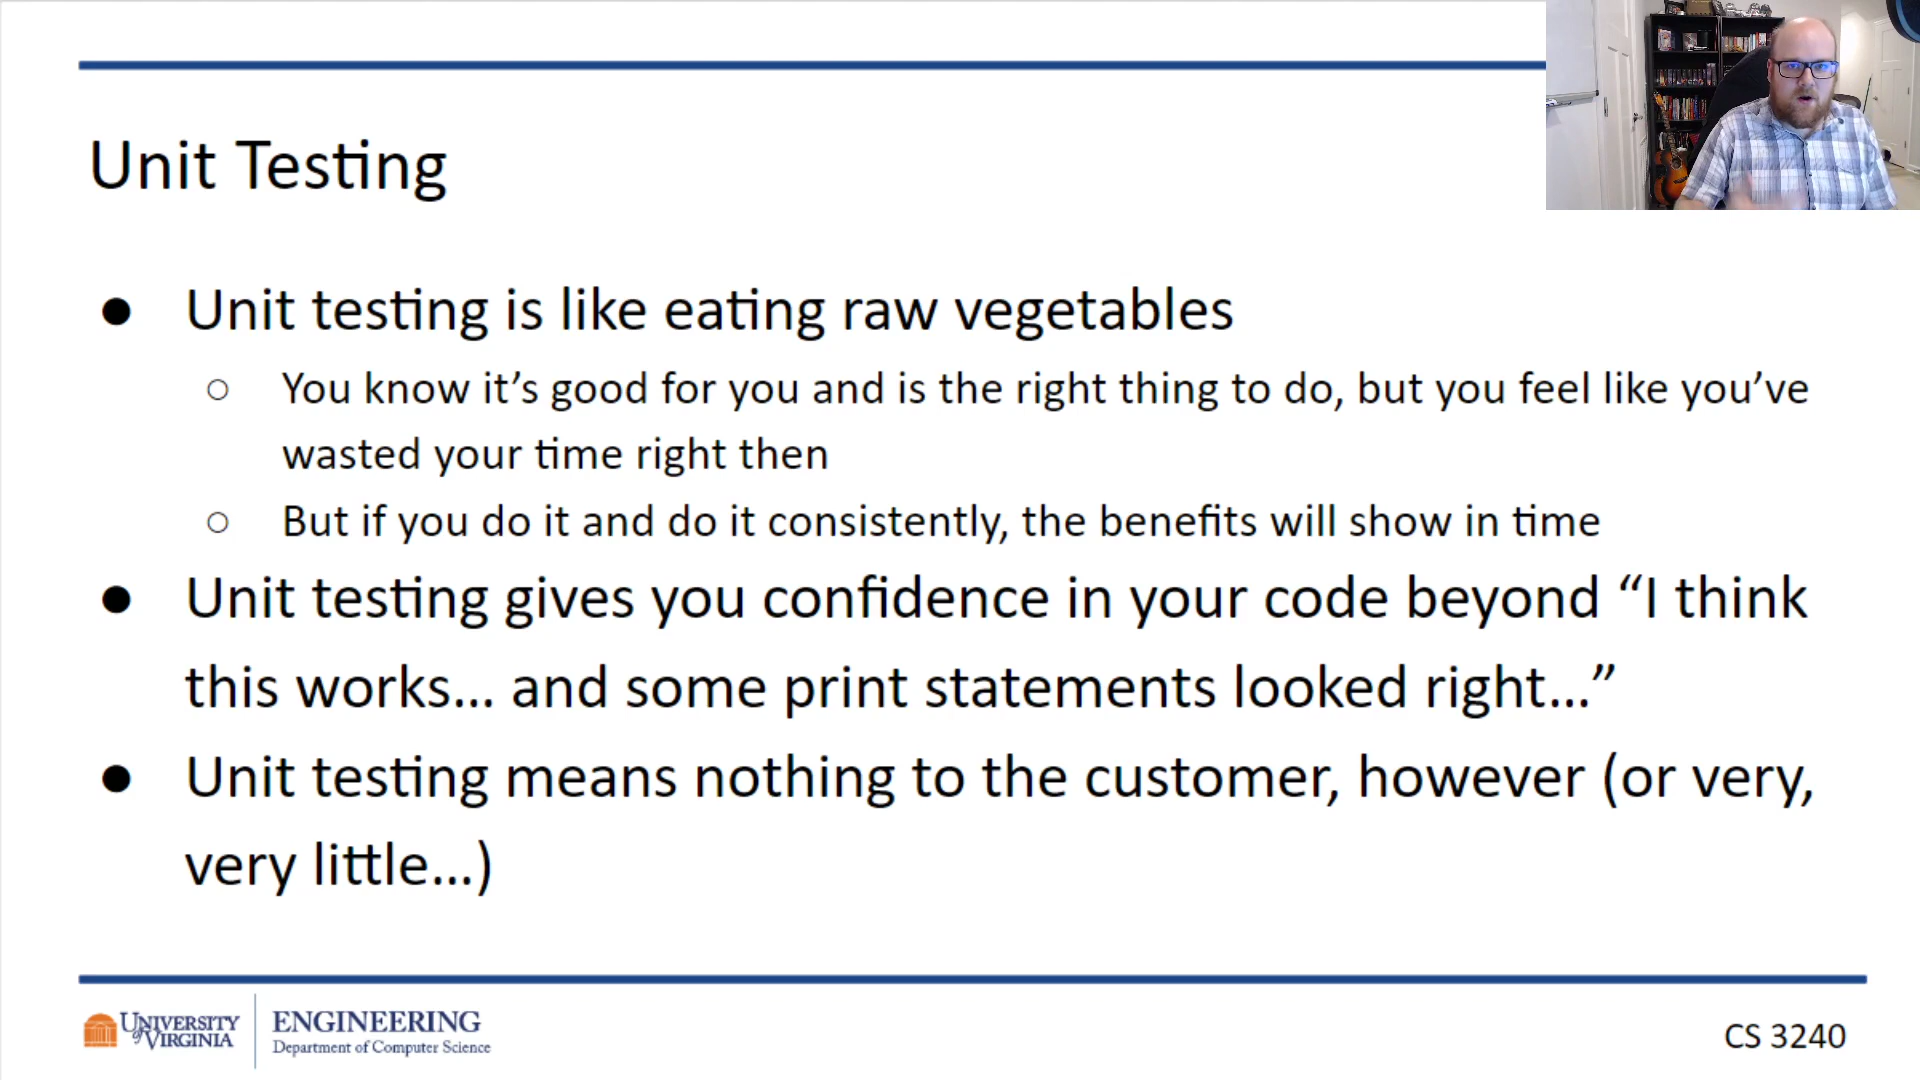 Unit Testing
● Unit testing is like eating raw vegetables
○ You know it’s good for you and is the right thing to do, but you feel like you’ve
wasted your time right then
○ But if you do it and do it consistently, the benefits will show in time
● Unit testing gives you confidence in your code beyond “I think
this works… and some print statements looked right…”
● Unit testing means nothing to the customer, however (or very,
very little…)
UNIVERSITY
of VIRGINIA
ENGINEERING
Department of Computer Science
CS 3240